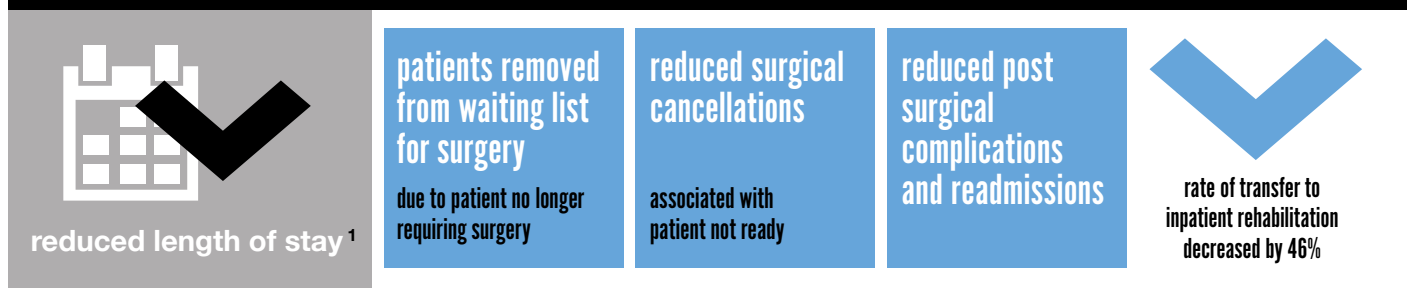 reduced length of stay 1
patients removed
from waiting list
for surgery
due to patient no longer
requiring surgery
reduced surgical
cancellations
associated with
patient not ready
reduced post
surgical
complications
and readmissions
rate of transfer to
inpatient rehabilitation
decreased by 46%